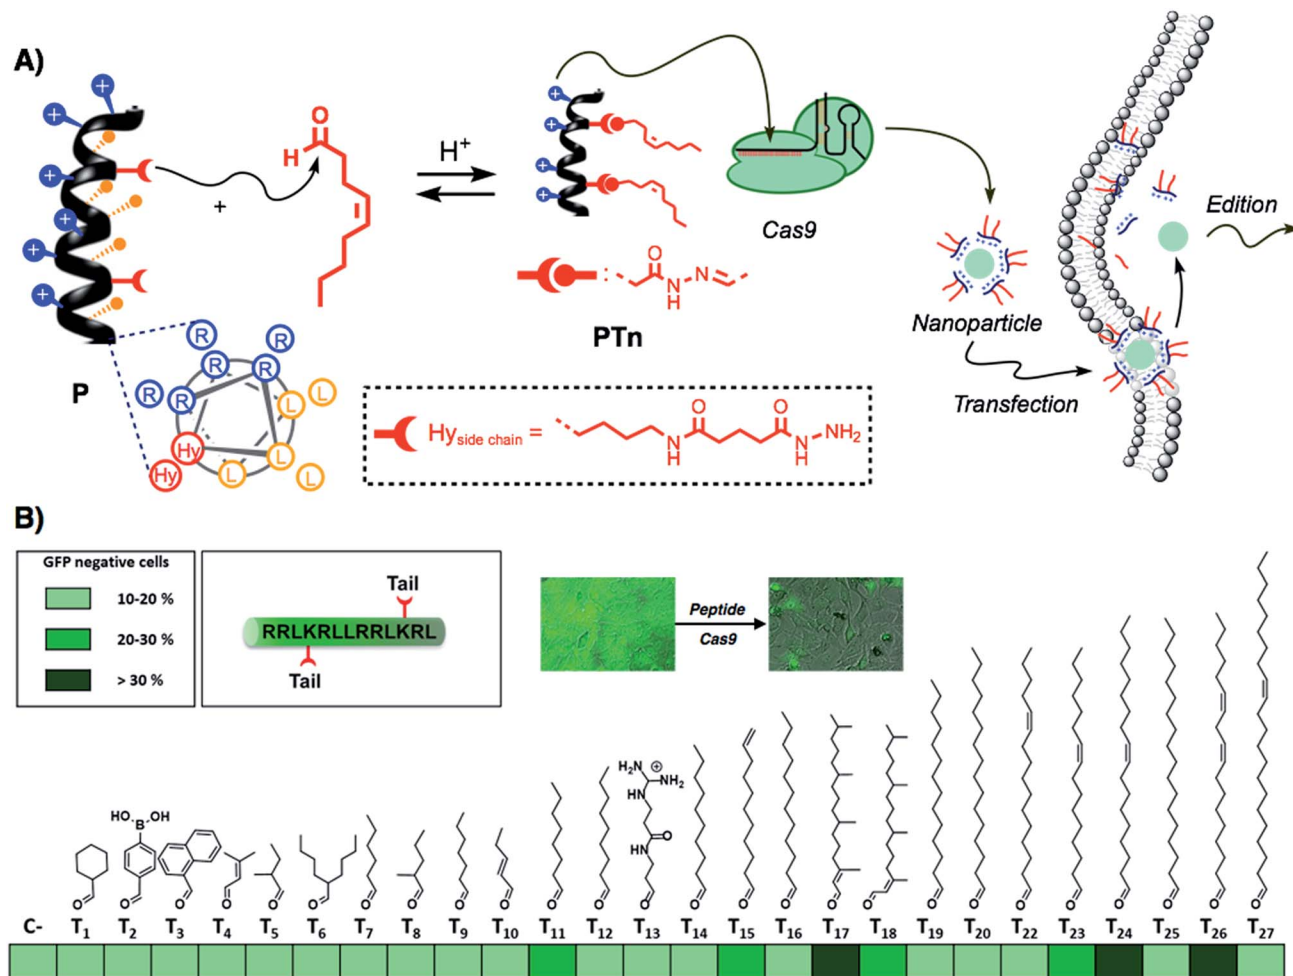 A)
H
O
+
H+
+
+
+
+
+
+
+
+
+
+
Cas9
O
N
H
N
PTn
Nanoparticle
Transfection
Edition
P
R
R
R
R
R
R
L
L
L
L
L
Hy
Hy
Hy side chain =
O
N
H
O
N
H
NH2
B)
GFP negative cells
10-20 %
20-30 %
> 30 %
Tail
RRLKRLLRRLKRL
Tail
Peptide
Cas9
HO
B
OH
H2N
+
NH2
HN
O
HN
O O O O O O O O O O O O O O O O O O O O O O O O O O
C- T1 T2 T3 T4 T5 T6 T7 T8 T9 T10 T11 T12 T13 T14 T15 T16 T17 T18 T19 T20 T22 T23 T24 T25 T26 T27